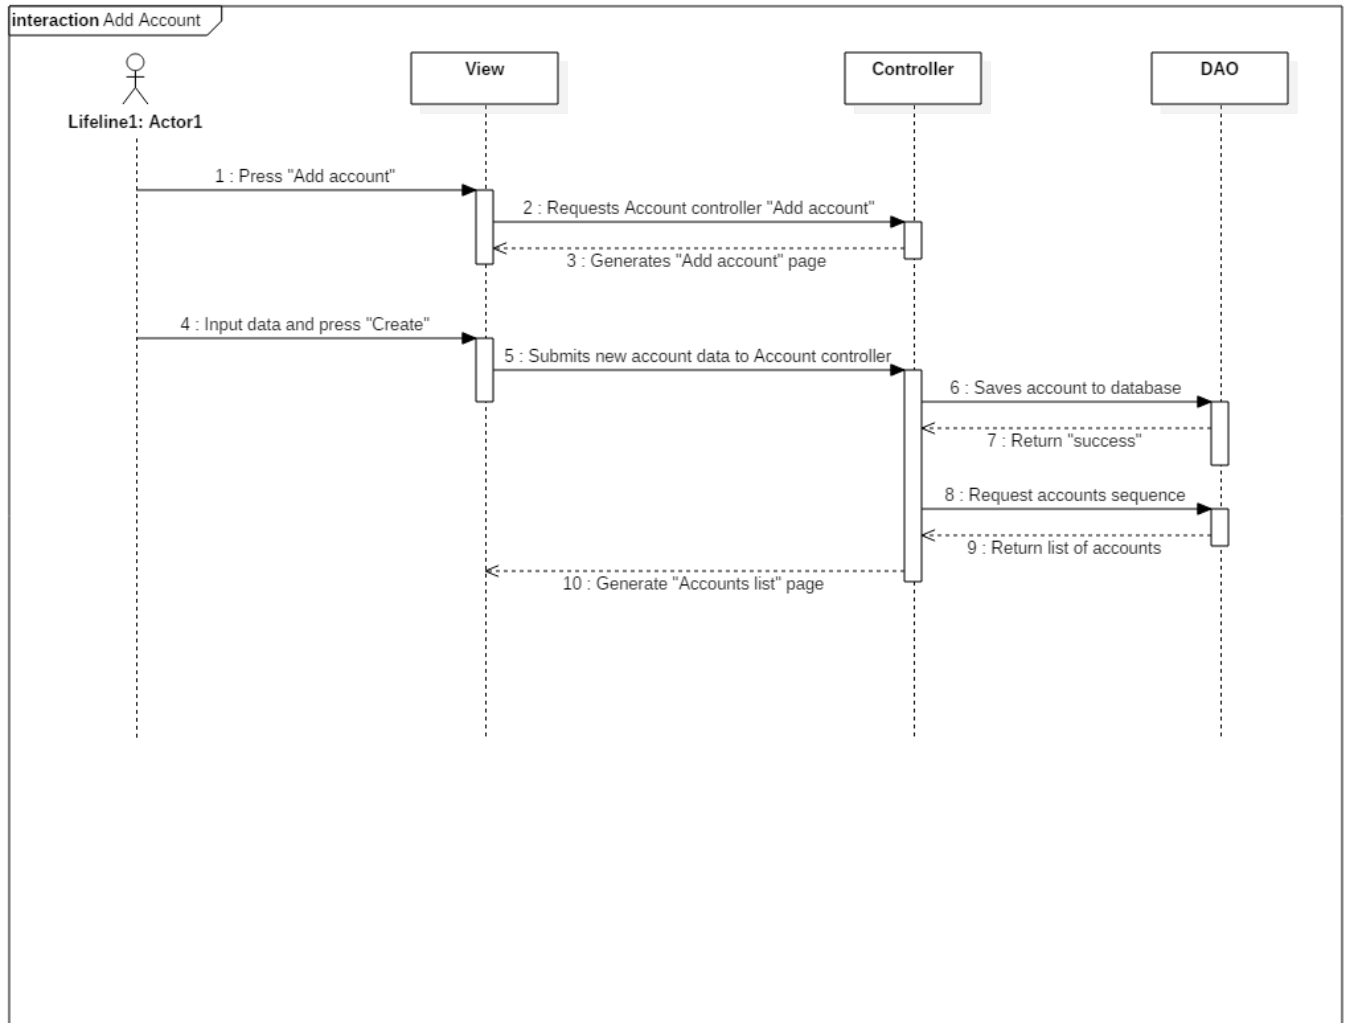 interaction Add Account
View
Controller
DAO
Lifeline1: Actor1
1 : Press "Add account"
2 : Requests Account controller "Add account"
3 : Generates "Add account" page
4 : Input data and press "Create"
5 : Submits new account data to Account controller
6 : Saves account to database
7 : Return "success"
8 : Request accounts sequence
9 : Return list of accounts
10 : Generate "Accounts list" page